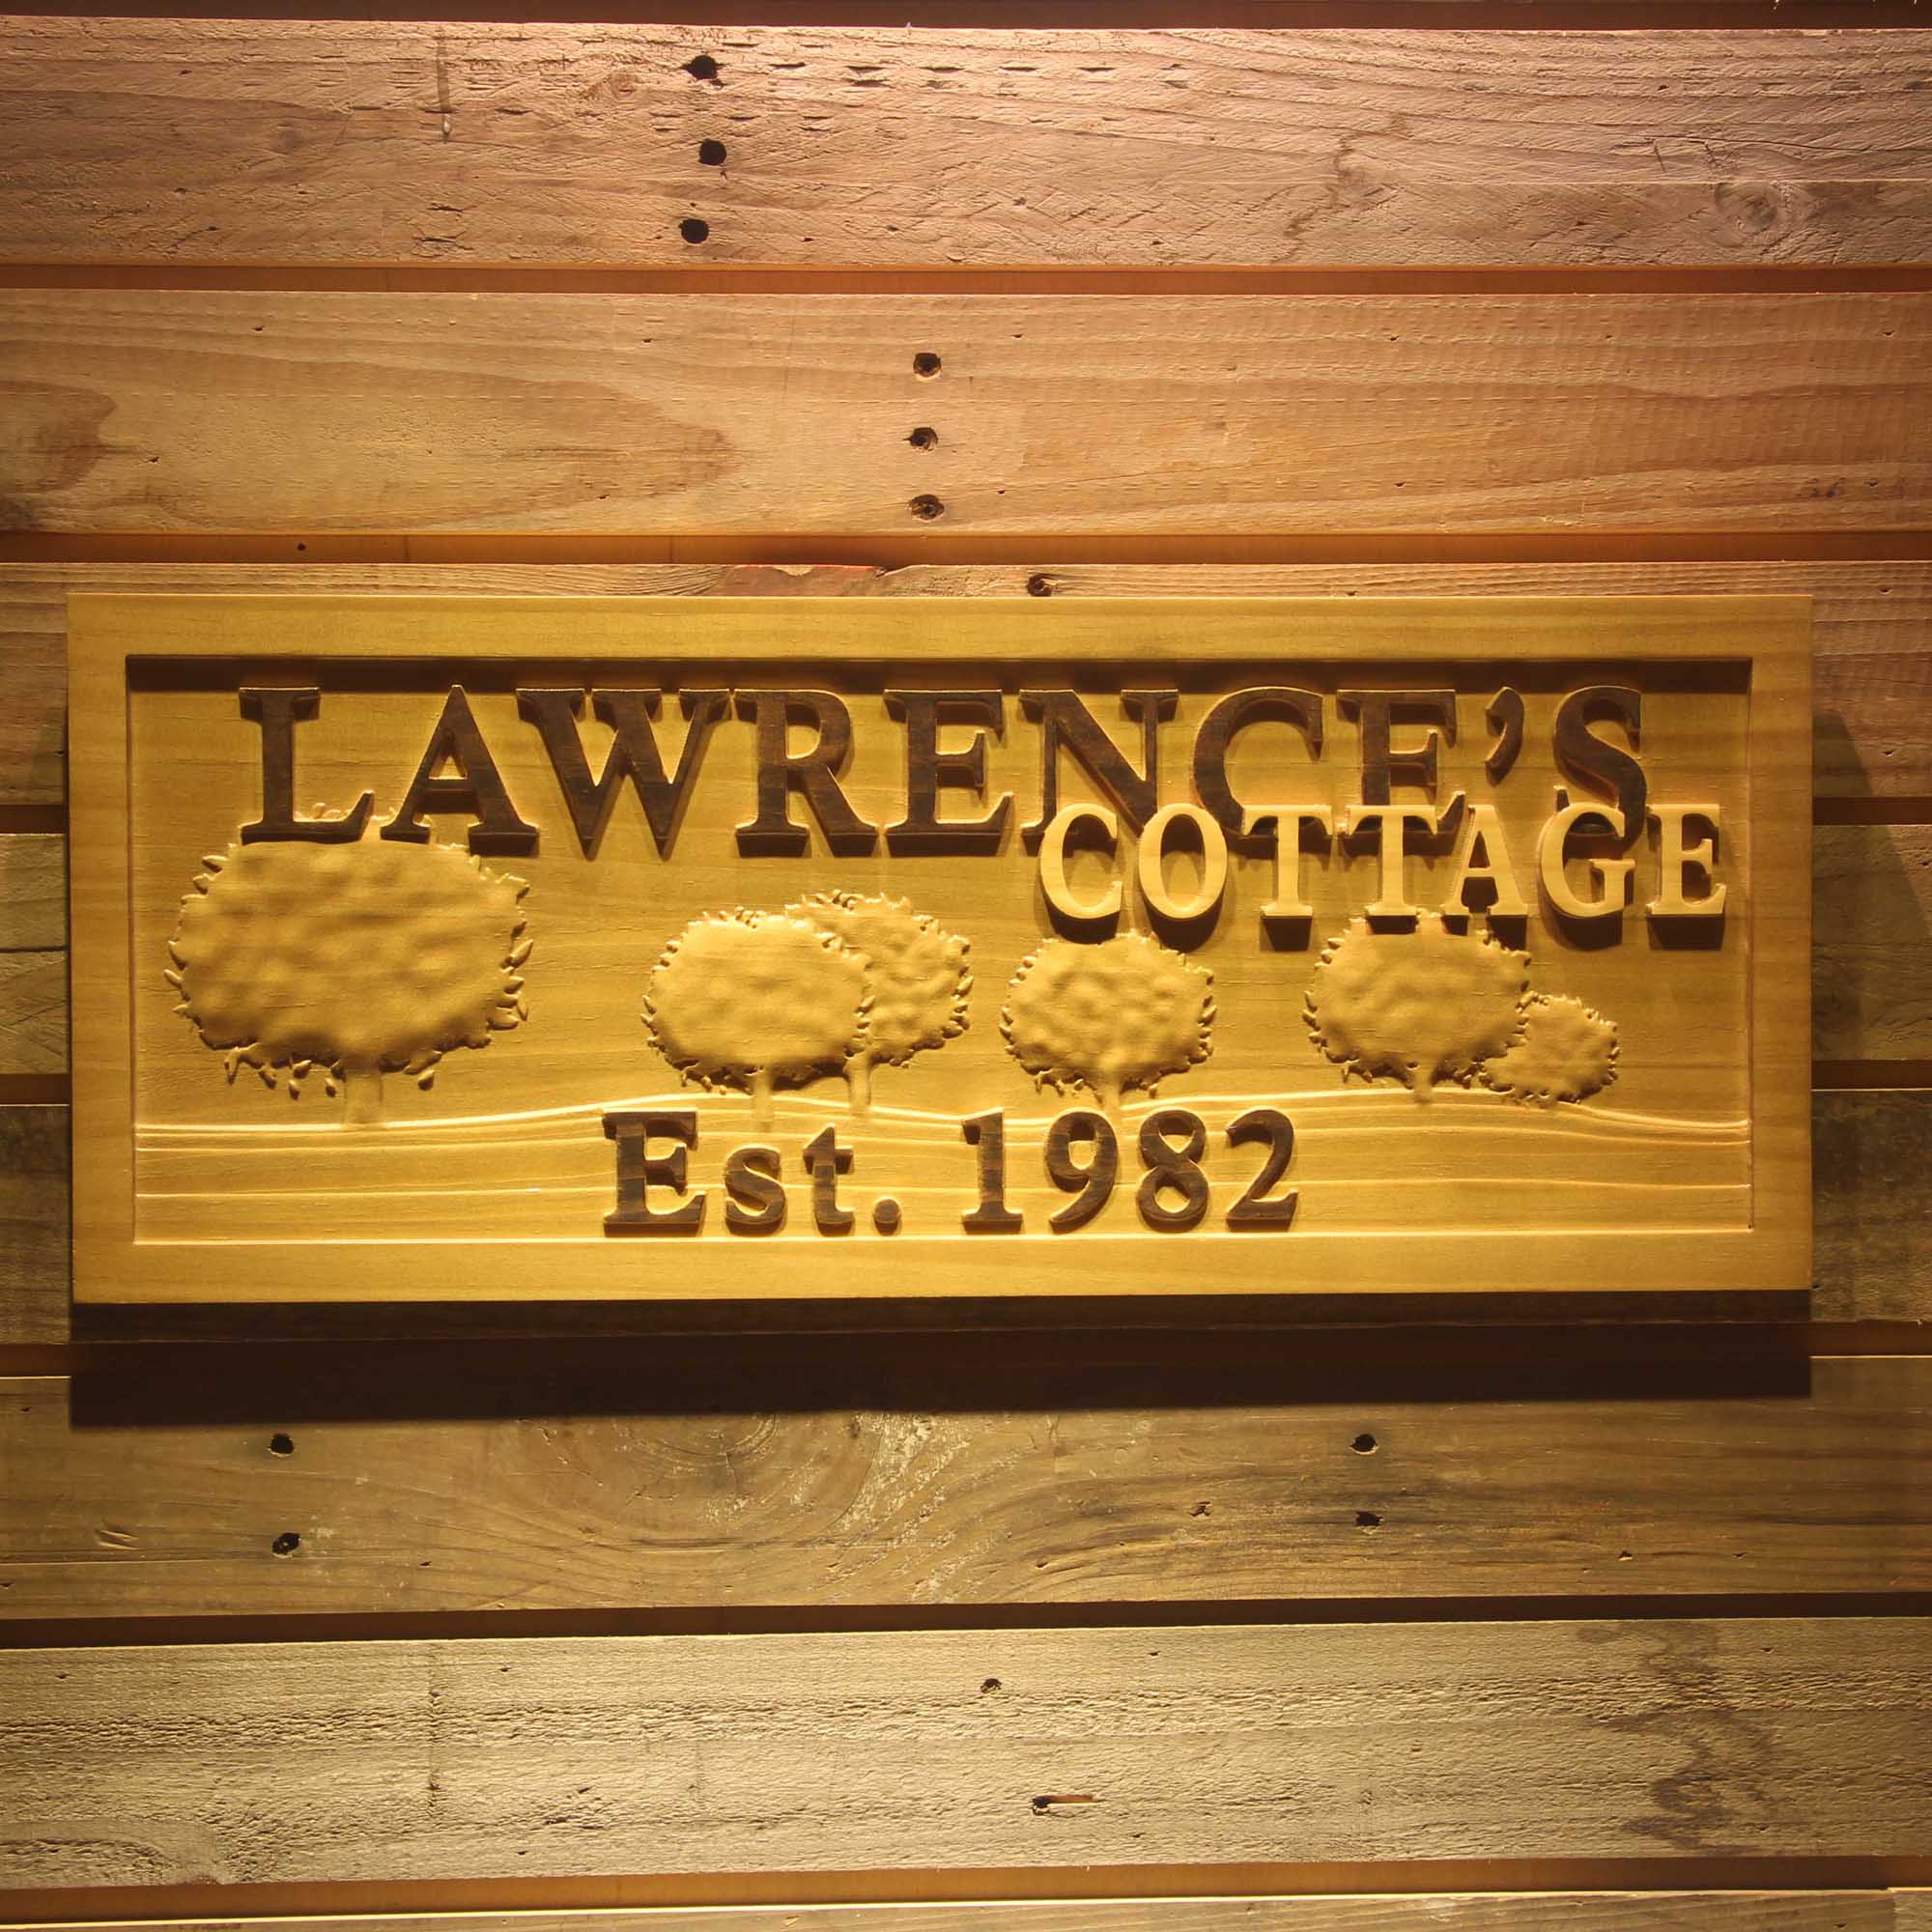 LAWRENCE'S
COTTAGE
Est. 1982